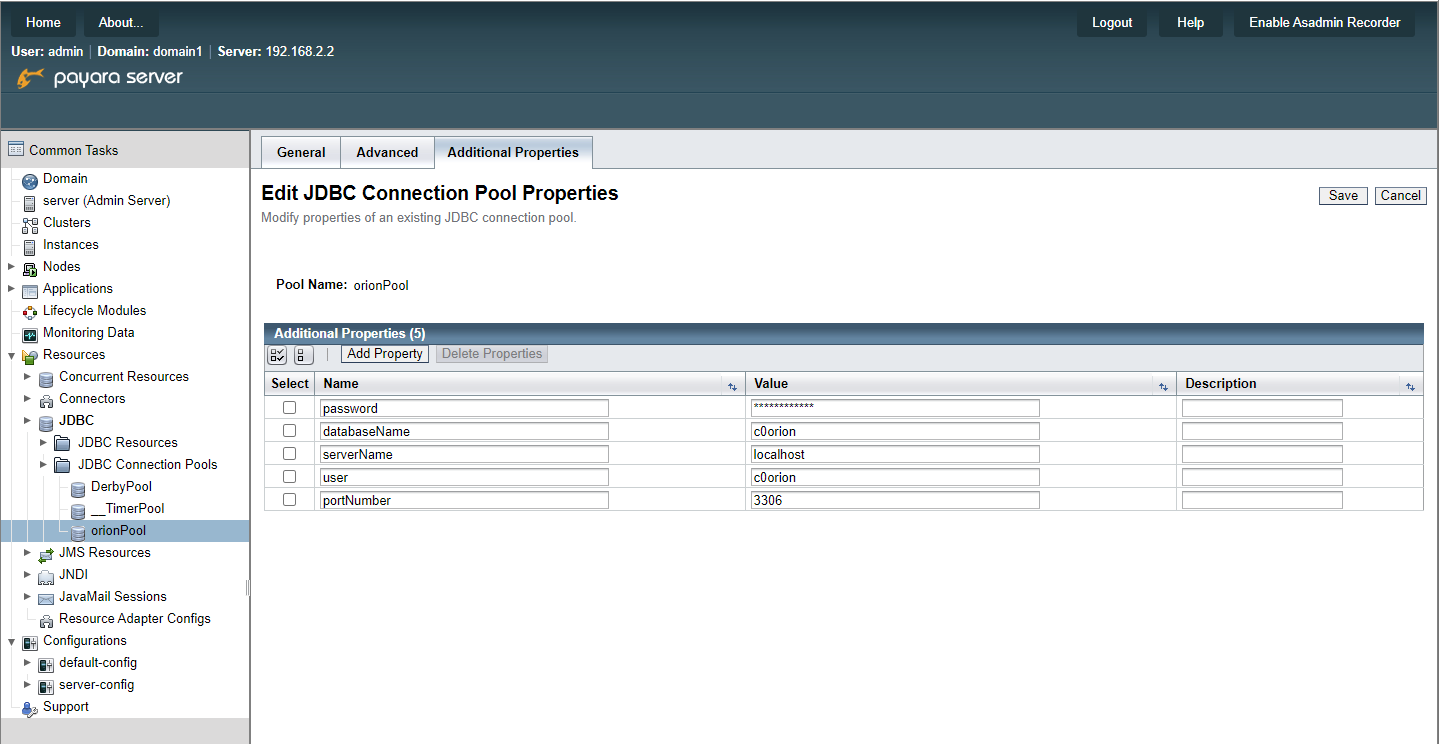 Home About... Logout Help Enable Asadmin Recorder
User: admin | Domain: domain1 | Server: 192.168.2.2
payara server
Common Tasks
Domain
server (Admin Server)
Clusters
Instances
Nodes
Applications
Lifecycle Modules
Monitoring Data
Resources
Concurrent Resources
Connectors
JDBC
JDBC Resources
JDBC Connection Pools
DerbyPool
__TimerPool
orionPool
JMS Resources
JNDI
JavaMail Sessions
Resource Adapter Configs
Configurations
default-config
server-config
Support
General Advanced Additional Properties
Edit JDBC Connection Pool Properties
Save Cancel
Modify properties of an existing JDBC connection pool.
Pool Name: orionPool
Additional Properties (5)
Add Property Delete Properties
Select Name Value Description
password ************
databaseName c0orion
serverName localhost
user c0orion
portNumber 3306